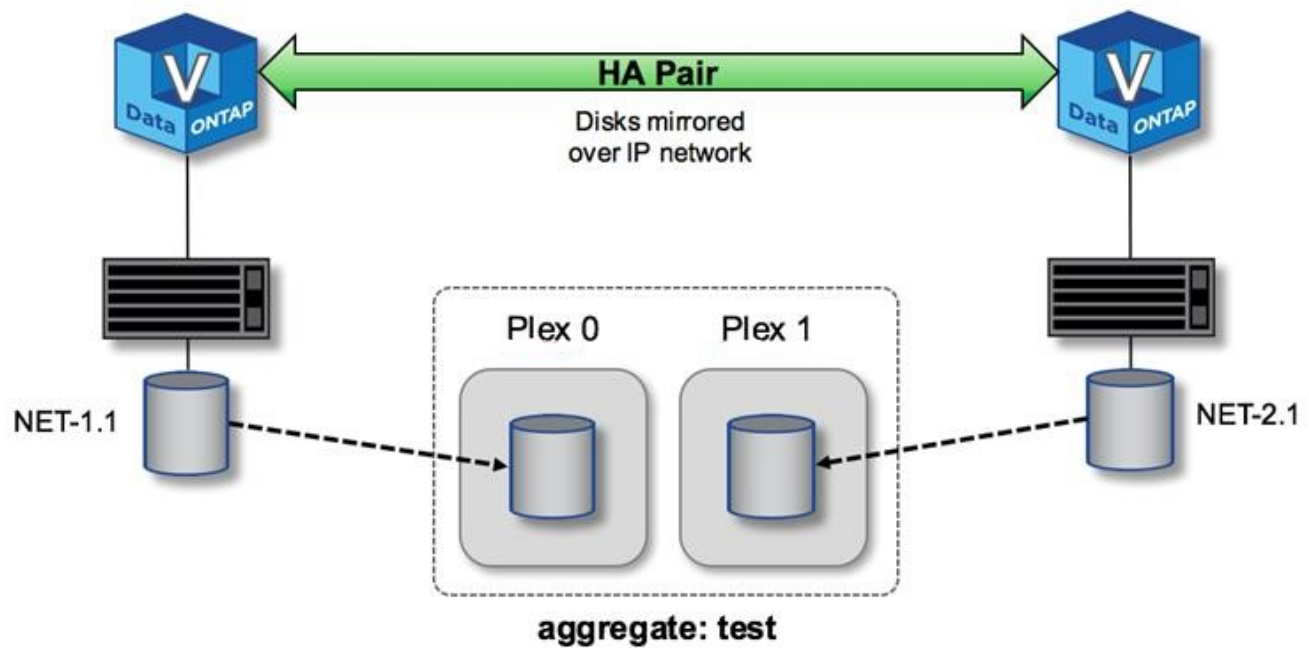 V
Data ONTAP
HA Pair
V
Data ONTAP
Disks mirrored
over IP network
Plex 0
Plex 1
NET-1.1
NET-2.1
aggregate: test